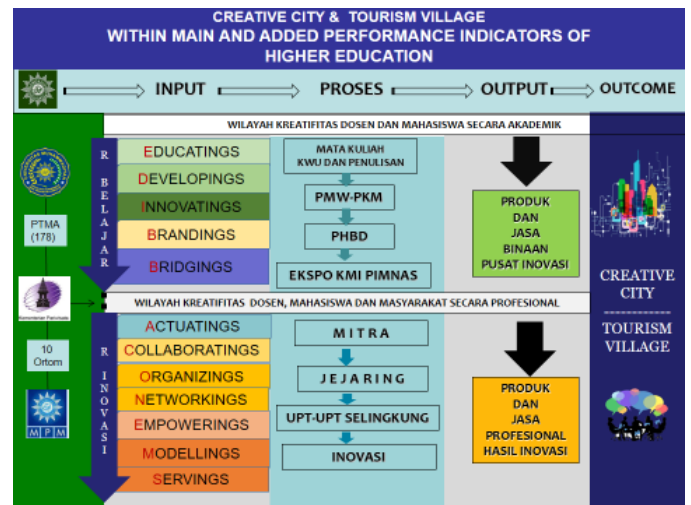 CREATIVE CITY & TOURISM VILLAGE
WITHIN MAIN AND ADDED PERFORMANCE INDICATORS OF
HIGHER EDUCATION
INPUT
PROSES
OUTPUT
OUTCOME
WILAYAH KREATIFITAS DOSEN DAN MAHASISWA SECARA AKADEMIK
PTMA
(178)
R BELAJAR
EDUCATINGS
DEVELOPINGS
INNOVATINGS
BRANDINGS
BRIDGINGS
MATA KULIAH
KWU DAN PENULISAN
PMW-PKM
PHBD
EKSPO KMI PIMNAS
PRODUK
DAN
JASA
BINAAN
PUSAT INOVASI
Kementerian Pariwisata
WILAYAH KREATIFITAS DOSEN, MAHASISWA DAN MASYARAKAT SECARA PROFESIONAL
10
Ortom
MPM
R INOVASI
ACTUATINGS
COLLABORATINGS
ORGANIZINGS
NETWORKINGS
EMPOWERINGS
MODELLINGS
SERVINGS
MITRA
JEJARING
UPT-UPT SELINGKUNG
INOVASI
PRODUK
DAN
JASA
PROFESIONAL
HASIL INOVASI
CREATIVE
CITY
------------
TOURISM
VILLAGE